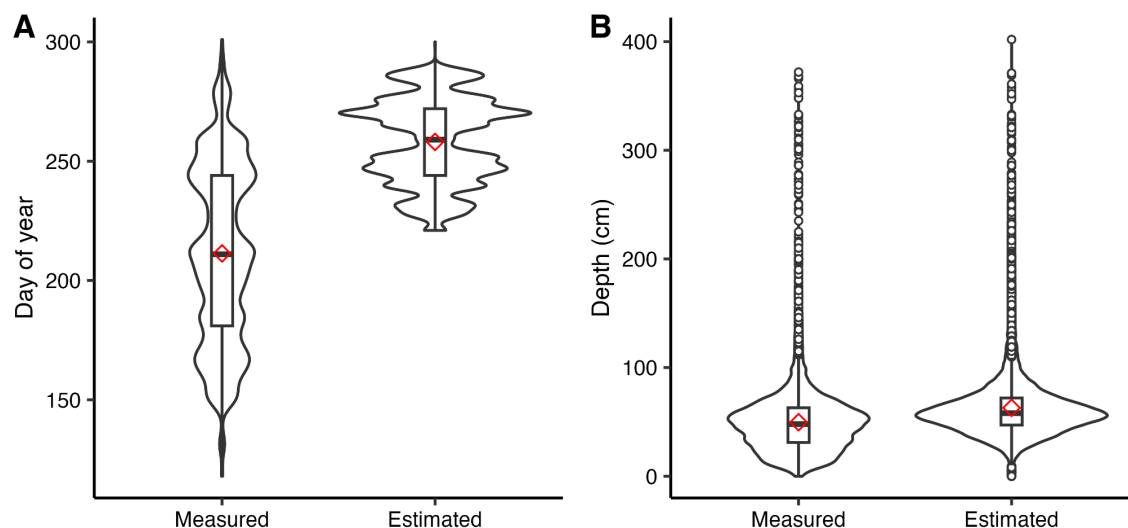 A
Day of year
300
250
200
150
Measured
Estimated
B
Depth (cm)
400
300
200
100
0
Measured
Estimated